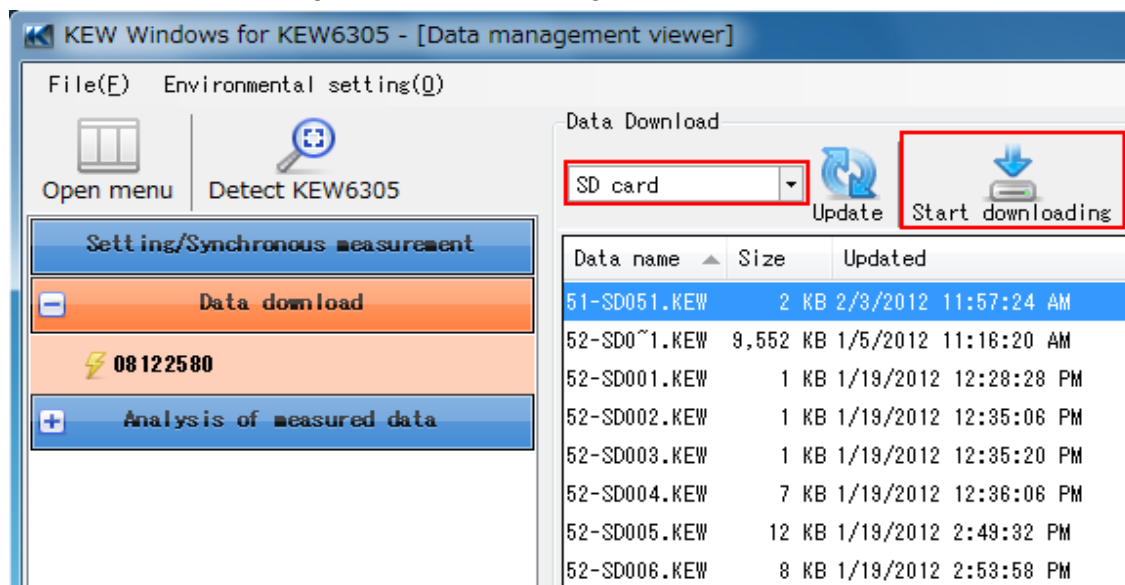 KEW Windows for KEW6305 - [Data management viewer]
File(F) Environmental setting(O)
Open menu
Detect KEW6305
Setting/Synchronous measurement
Data download
08122580
Analysis of measured data
Data Download
SD card
Update
Start downloading
Data name Size Updated
51-SD051.KEW 2 KB 2/3/2012 11:57:24 AM
52-SD0~1.KEW 9,552 KB 1/5/2012 11:16:20 AM
52-SD001.KEW 1 KB 1/19/2012 12:28:28 PM
52-SD002.KEW 1 KB 1/19/2012 12:35:06 PM
52-SD003.KEW 1 KB 1/19/2012 12:35:20 PM
52-SD004.KEW 7 KB 1/19/2012 12:36:06 PM
52-SD005.KEW 12 KB 1/19/2012 2:49:32 PM
52-SD006.KEW 8 KB 1/19/2012 2:53:58 PM